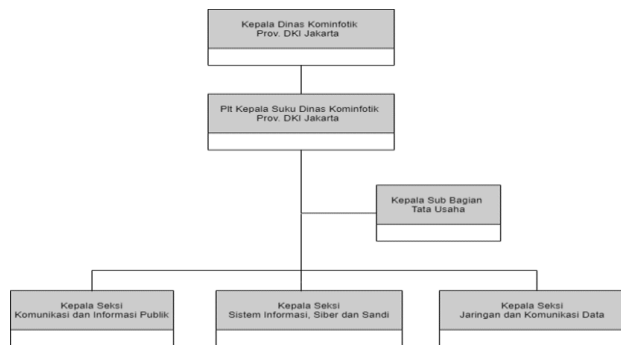 Kepala Dinas Kominfotik
Prov. DKI Jakarta
Plt Kepala Suku Dinas Kominfotik
Prov. DKI Jakarta
Kepala Sub Bagian
Tata Usaha
Kepala Seksi
Komunikasi dan Informasi Publik
Kepala Seksi
Sistem Informasi, Siber dan Sandi
Kepala Seksi
Jaringan dan Komunikasi Data